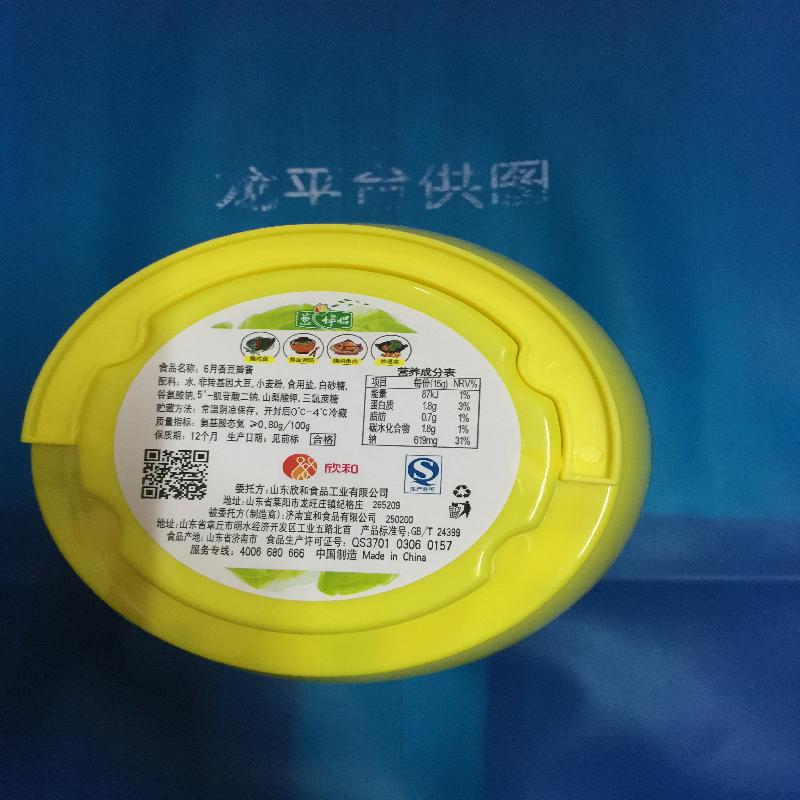 平台供图
葱伴侣
食品名称：6月香豆瓣酱
配料：水,非转基因大豆,小麦粉,食用盐,白砂糖,
谷氨酸钠,5'-肌苷酸二钠,山梨酸钾,三氯蔗糖
贮藏方法：常温阴凉保存，开封后0℃-4℃冷藏
质量指标：氨基酸态氮 ≥0.80g/100g
保质期：12个月 生产日期：见前标 合格
营养成分表
项目 每份(15g) NRV%
能量 87kJ 1%
蛋白质 1.8g 3%
脂肪 0.7g 1%
碳水化合物 1.8g 1%
钠 619mg 31%
欣和
生产许可
委托方：山东欣和食品工业有限公司
地址：山东省莱阳市龙旺庄镇纪格庄 265209
被委托方(制造商)：济南宜和食品有限公司 250200
地址：山东省章丘市明水经济开发区工业五路北首 产品标准号：GB/T 24399
食品产地：山东省济南市 食品生产许可证号：QS3701 0306 0157
服务专线：4006 680 666 中国制造 Made in China